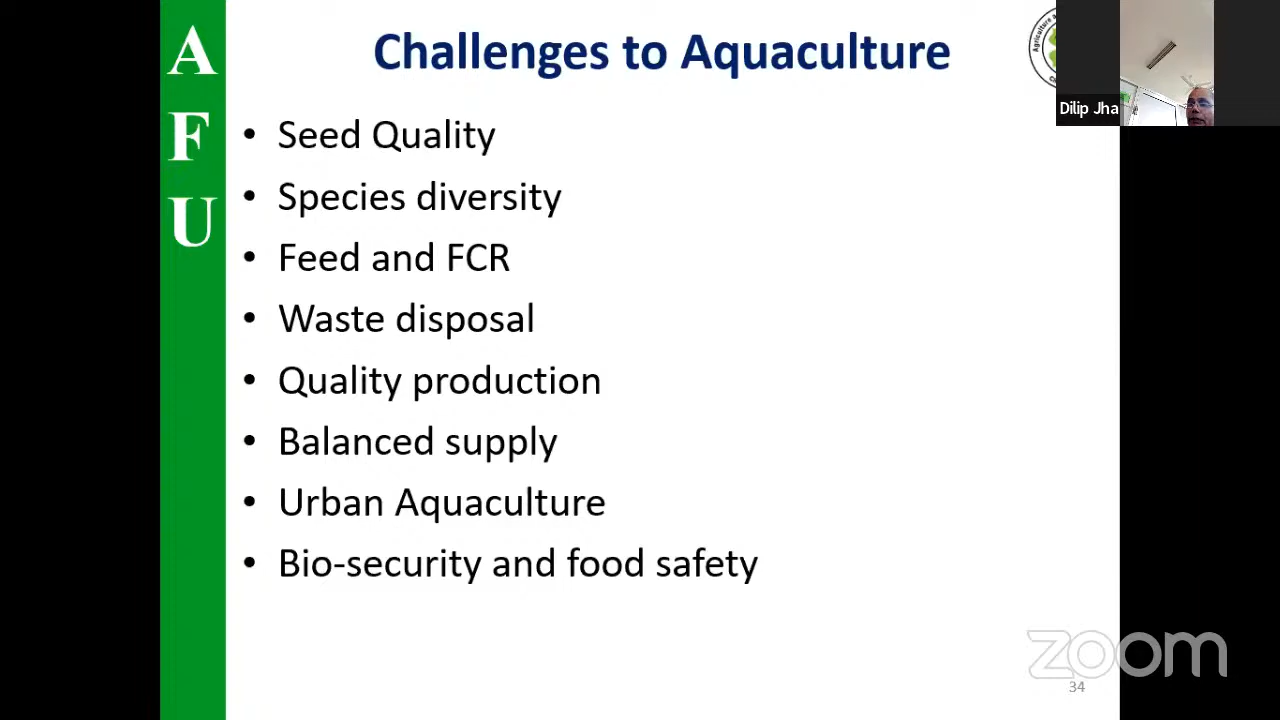 A
F
U
Challenges to Aquaculture
• Seed Quality
• Species diversity
• Feed and FCR
• Waste disposal
• Quality production
• Balanced supply
• Urban Aquaculture
• Bio-security and food safety
Agriculture a
Dilip Jha
zoom
34